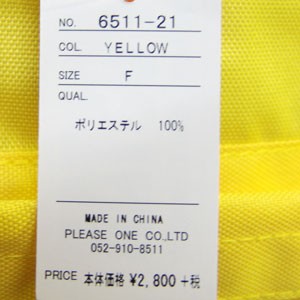 NO. 6511-21
COL. YELLOW
SIZE F
QUAL.
ポリエステル 100%
MADE IN CHINA
PLEASE ONE CO.,LTD
052-910-8511
PRICE 本体価格 ¥2,800 +税